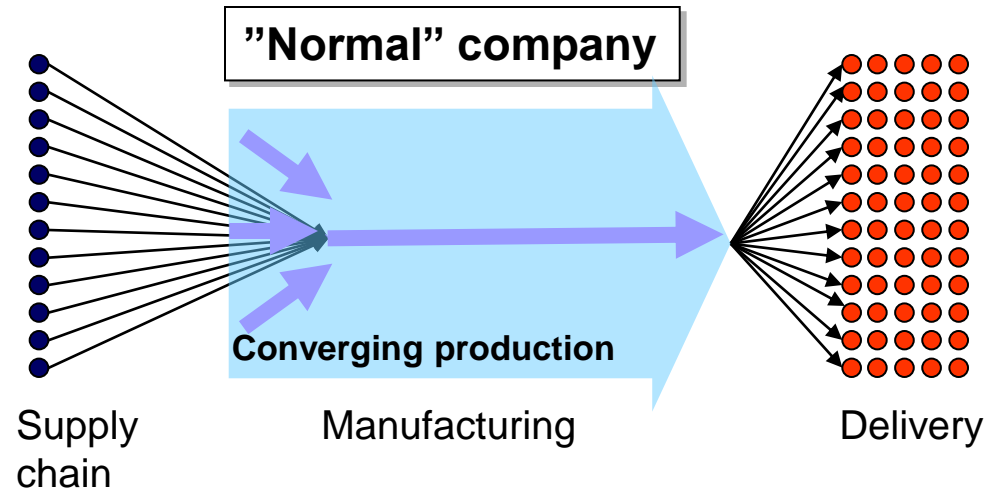 ”Normal” company
Converging production
Supply
chain
Manufacturing
Delivery